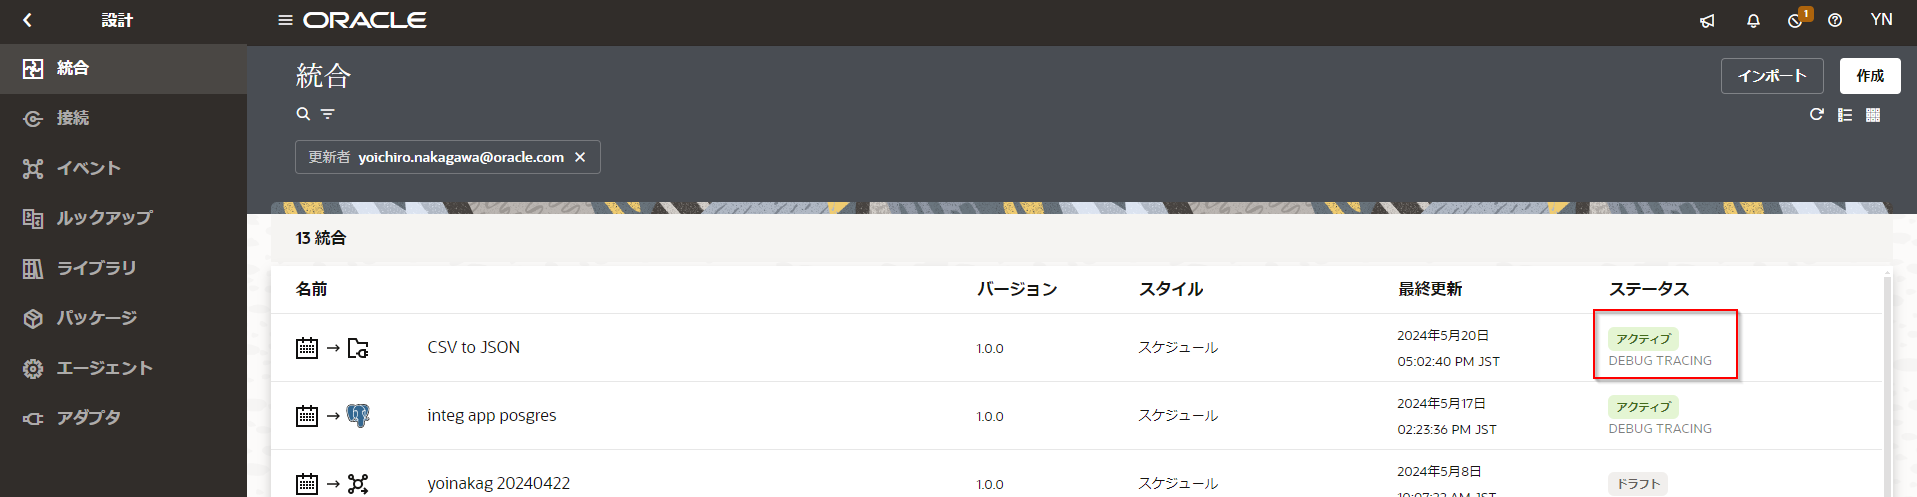 設計
ORACLE
1
YN
統合
接続
イベント
ルックアップ
ライブラリ
パッケージ
エージェント
アダプタ
統合
インポート
作成
更新者 yoichiro.nakagawa@oracle.com
13 統合
名前 バージョン スタイル 最終更新 ステータス
CSV to JSON 1.0.0 スケジュール 2024年5月20日 アクティブ
05:02:40 PM JST DEBUG TRACING
integ app posgres 1.0.0 スケジュール 2024年5月17日 アクティブ
02:23:36 PM JST DEBUG TRACING
yoinakag 20240422 1.0.0 スケジュール 2024年5月8日 ドラフト
10:07:22 AM JST